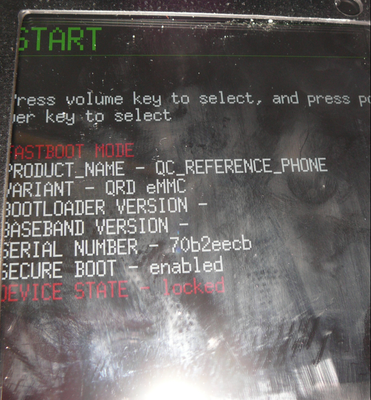 START
Press volume key to select, and press po
wer key to select
FASTBOOT MODE
PRODUCT_NAME - QC_REFERENCE_PHONE
VARIANT - QRD eMMC
BOOTLOADER VERSION -
BASEBAND VERSION -
SERIAL NUMBER - 70b2eecb
SECURE BOOT - enabled
DEVICE STATE - locked